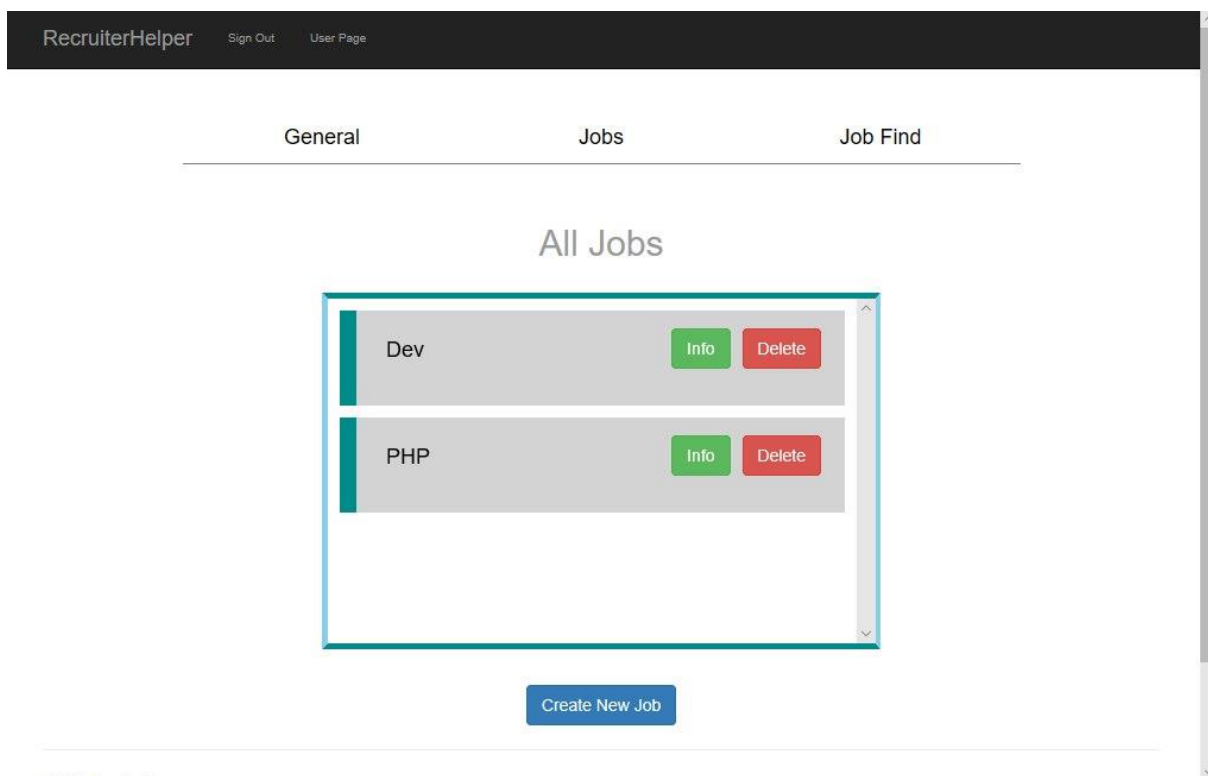 RecruiterHelper Sign Out User Page
General Jobs Job Find
All Jobs
Dev Info Delete
PHP Info Delete
Create New Job